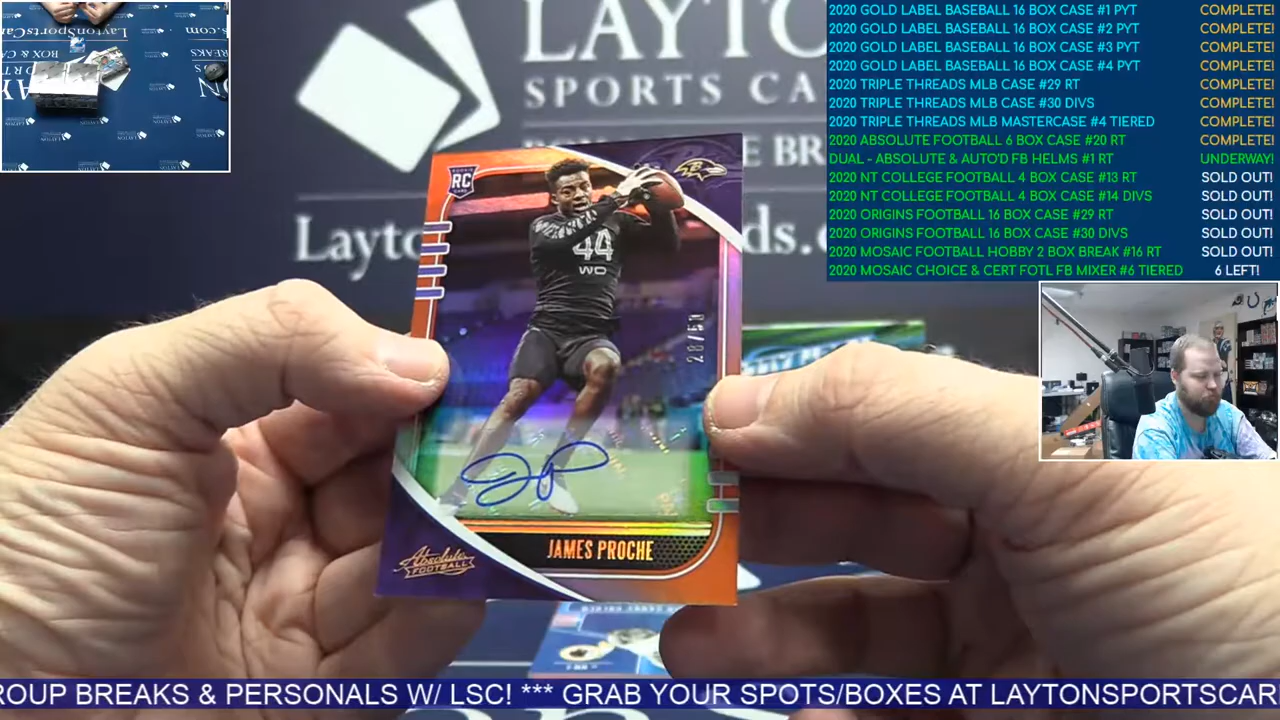 LAYTO
SPORTS CA
E BR
Layto
ds.c
2020 GOLD LABEL BASEBALL 16 BOX CASE #1 PYT COMPLETE!
2020 GOLD LABEL BASEBALL 16 BOX CASE #2 PYT COMPLETE!
2020 GOLD LABEL BASEBALL 16 BOX CASE #3 PYT COMPLETE!
2020 GOLD LABEL BASEBALL 16 BOX CASE #4 PYT COMPLETE!
2020 TRIPLE THREADS MLB CASE #29 RT COMPLETE!
2020 TRIPLE THREADS MLB CASE #30 DIVS COMPLETE!
2020 TRIPLE THREADS MLB MASTERCASE #4 TIERED COMPLETE!
2020 ABSOLUTE FOOTBALL 6 BOX CASE #20 RT COMPLETE!
DUAL - ABSOLUTE & AUTO'D FB HELMS #1 RT UNDERWAY!
2020 NT COLLEGE FOOTBALL 4 BOX CASE #13 RT SOLD OUT!
2020 NT COLLEGE FOOTBALL 4 BOX CASE #14 DIVS SOLD OUT!
2020 ORIGINS FOOTBALL 16 BOX CASE #29 RT SOLD OUT!
2020 ORIGINS FOOTBALL 16 BOX CASE #30 DIVS SOLD OUT!
2020 MOSAIC FOOTBALL HOBBY 2 BOX BREAK #16 RT SOLD OUT!
2020 MOSAIC CHOICE & CERT FOTL FB MIXER #6 TIERED 6 LEFT!
RC
44
WO
28/50
JAMES PROCHE
Absolute
FOOTBALL
ROUP BREAKS & PERSONALS W/ LSC! *** GRAB YOUR SPOTS/BOXES AT LAYTONSPORTSCAR